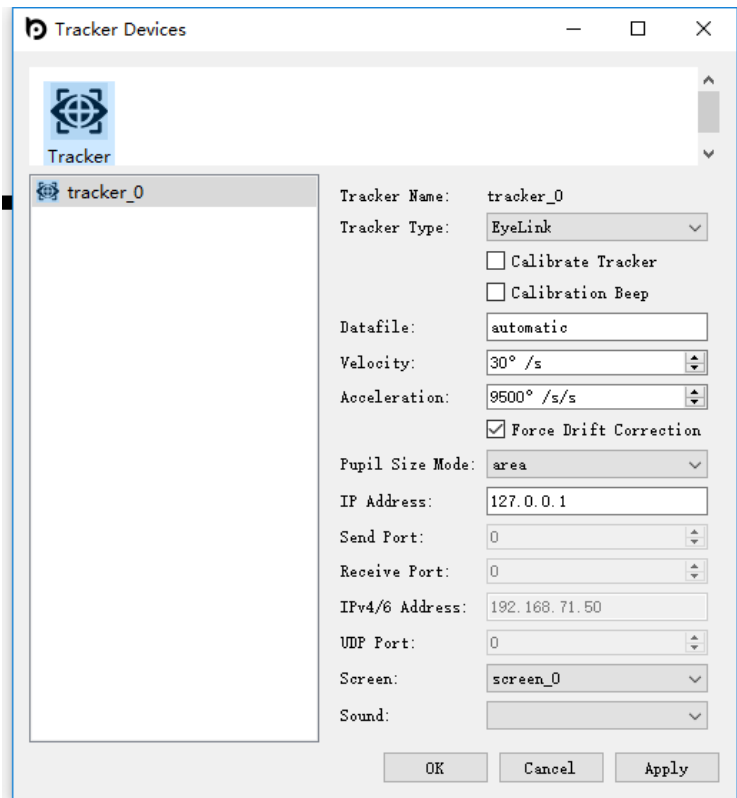 Tracker Devices
Tracker
tracker_0
Tracker Name: tracker_0
Tracker Type: EyeLink
Calibrate Tracker
Calibration Beep
Datafile: automatic
Velocity: 30° /s
Acceleration: 9500° /s/s
Force Drift Correction
Pupil Size Mode: area
IP Address: 127.0.0.1
Send Port: 0
Receive Port: 0
IPv4/6 Address: 192.168.71.50
UDP Port: 0
Screen: screen_0
Sound:
OK Cancel Apply